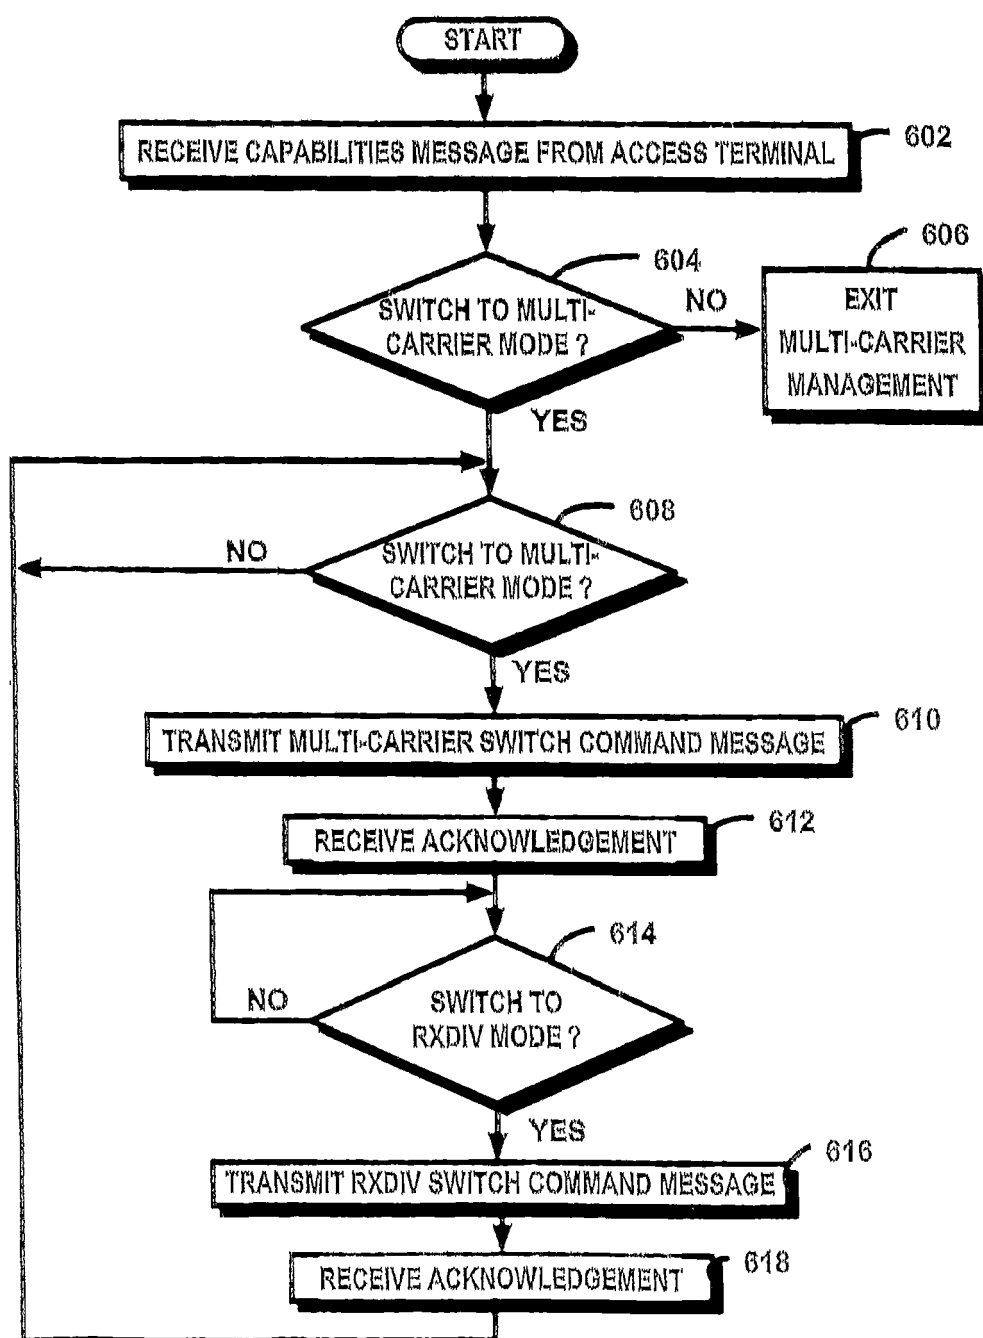 START
RECEIVE CAPABILITIES MESSAGE FROM ACCESS TERMINAL
602
604
SWITCH TO MULTI-
CARRIER MODE ?
NO
606
EXIT
MULTI-CARRIER
MANAGEMENT
YES
608
SWITCH TO MULTI-
CARRIER MODE ?
NO
YES
610
TRANSMIT MULTI-CARRIER SWITCH COMMAND MESSAGE
612
RECEIVE ACKNOWLEDGEMENT
614
SWITCH TO
RXDIV MODE ?
NO
YES
616
TRANSMIT RXDIV SWITCH COMMAND MESSAGE
618
RECEIVE ACKNOWLEDGEMENT